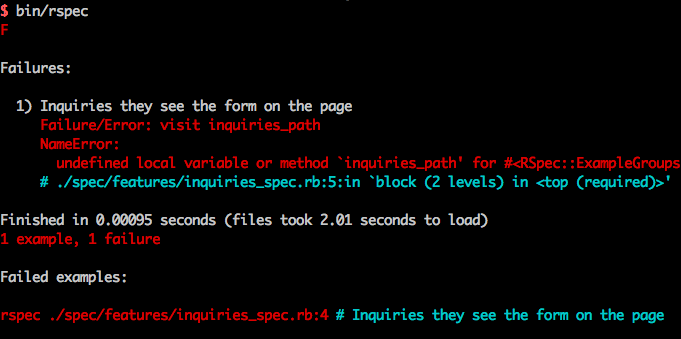 $ bin/rspec
F
Failures:
1) Inquiries they see the form on the page
Failure/Error: visit inquiries_path
NameError:
undefined local variable or method `inquiries_path' for #<RSpec::ExampleGroups
# ./spec/features/inquiries_spec.rb:5:in `block (2 levels) in <top (required)>'
Finished in 0.00095 seconds (files took 2.01 seconds to load)
1 example, 1 failure
Failed examples:
rspec ./spec/features/inquiries_spec.rb:4 # Inquiries they see the form on the page